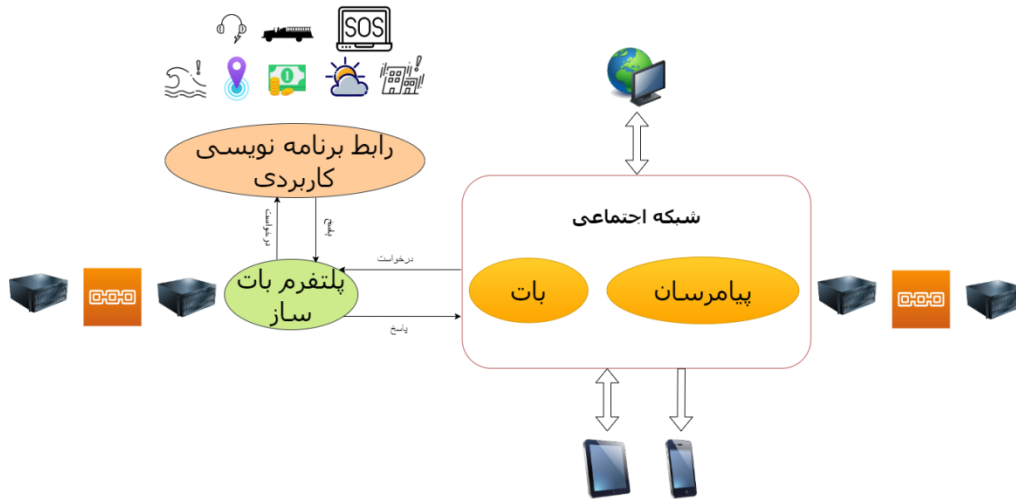 SOS
رابط برنامه نویسی
کاربردی
درخواست
پاسخ
شبکه اجتماعی
درخواست
پلتفرم بات
ساز
بات
پیامرسان
پاسخ